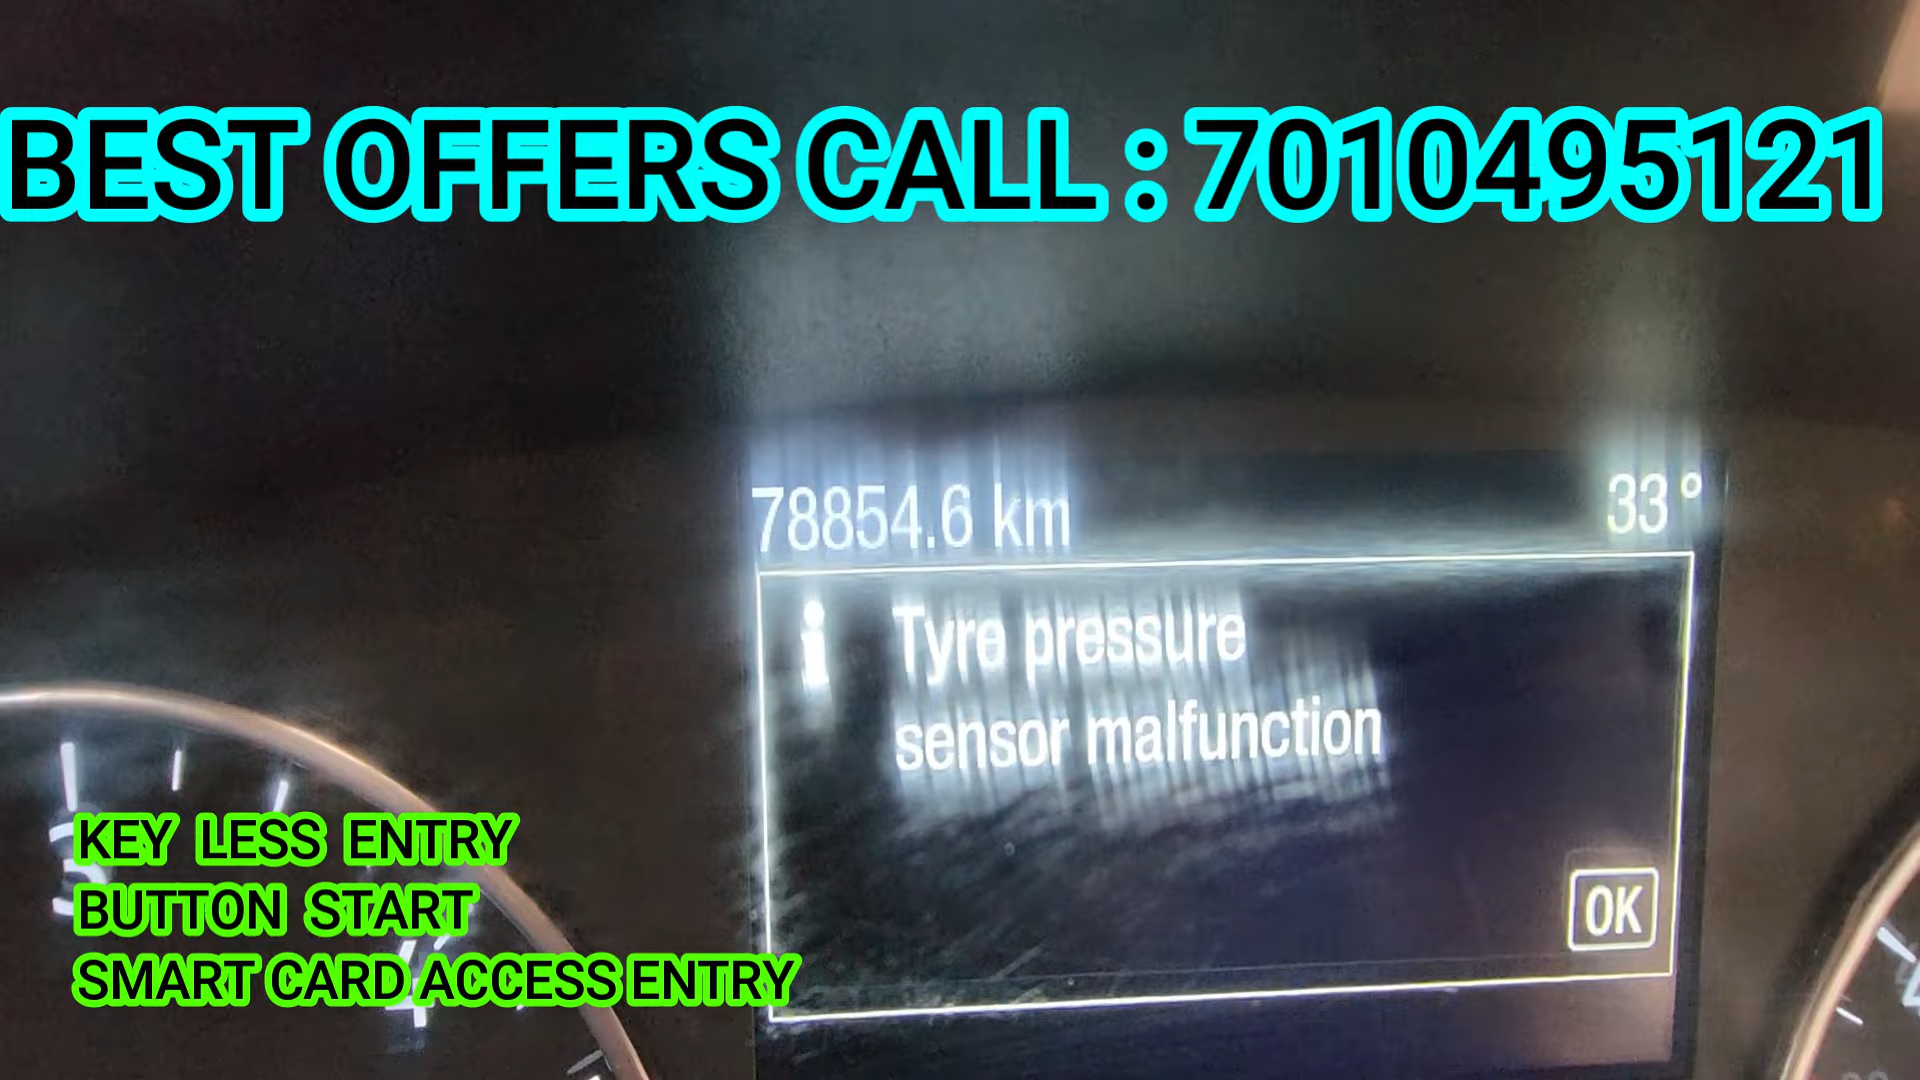 BEST OFFERS CALL : 7010495121
78854.6 km 33°
i Tyre pressure
sensor malfunction
OK
KEY LESS ENTRY
BUTTON START
SMART CARD ACCESS ENTRY